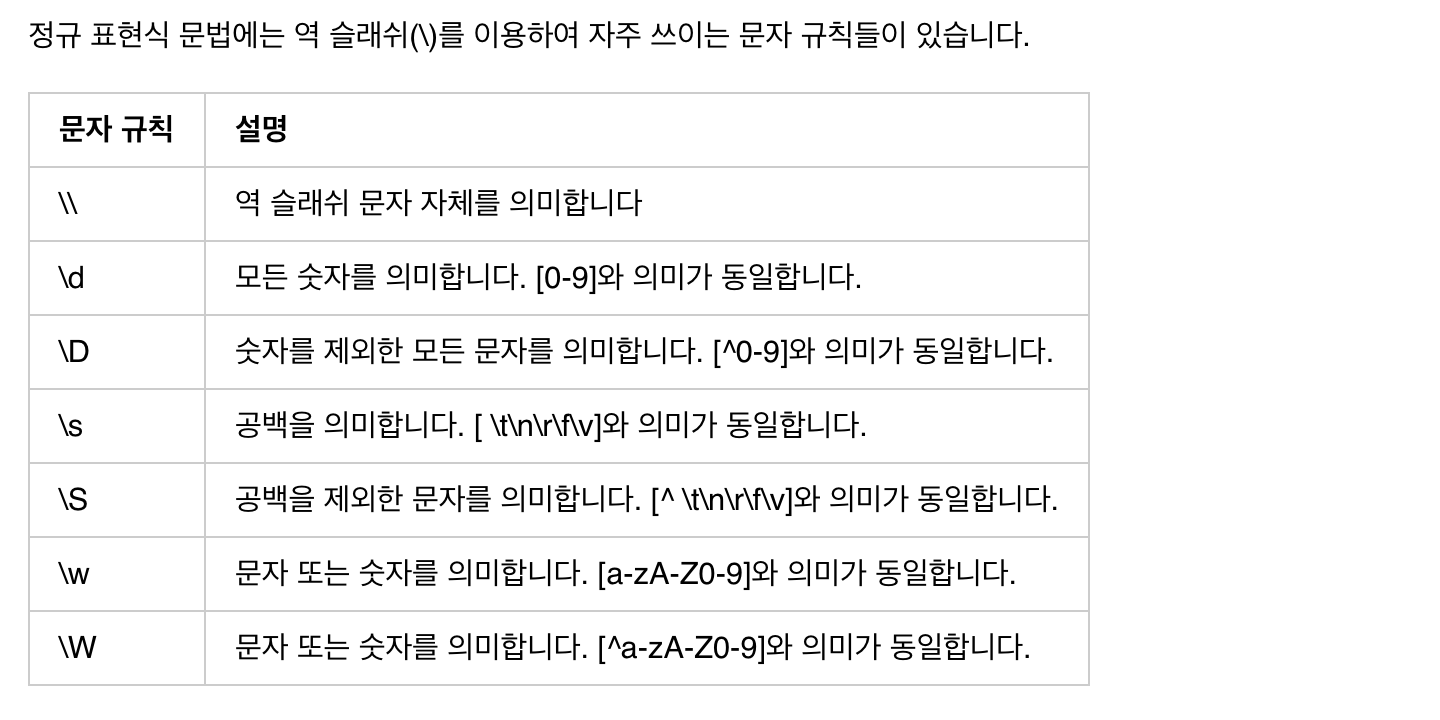 정규 표현식 문법에는 역 슬래쉬(\)를 이용하여 자주 쓰이는 문자 규칙들이 있습니다.
문자 규칙 설명
\\ 역 슬래쉬 문자 자체를 의미합니다
\d 모든 숫자를 의미합니다. [0-9]와 의미가 동일합니다.
\D 숫자를 제외한 모든 문자를 의미합니다. [^0-9]와 의미가 동일합니다.
\s 공백을 의미합니다. [ \t\n\r\f\v]와 의미가 동일합니다.
\S 공백을 제외한 문자를 의미합니다. [^ \t\n\r\f\v]와 의미가 동일합니다.
\w 문자 또는 숫자를 의미합니다. [a-zA-Z0-9]와 의미가 동일합니다.
\W 문자 또는 숫자를 의미합니다. [^a-zA-Z0-9]와 의미가 동일합니다.